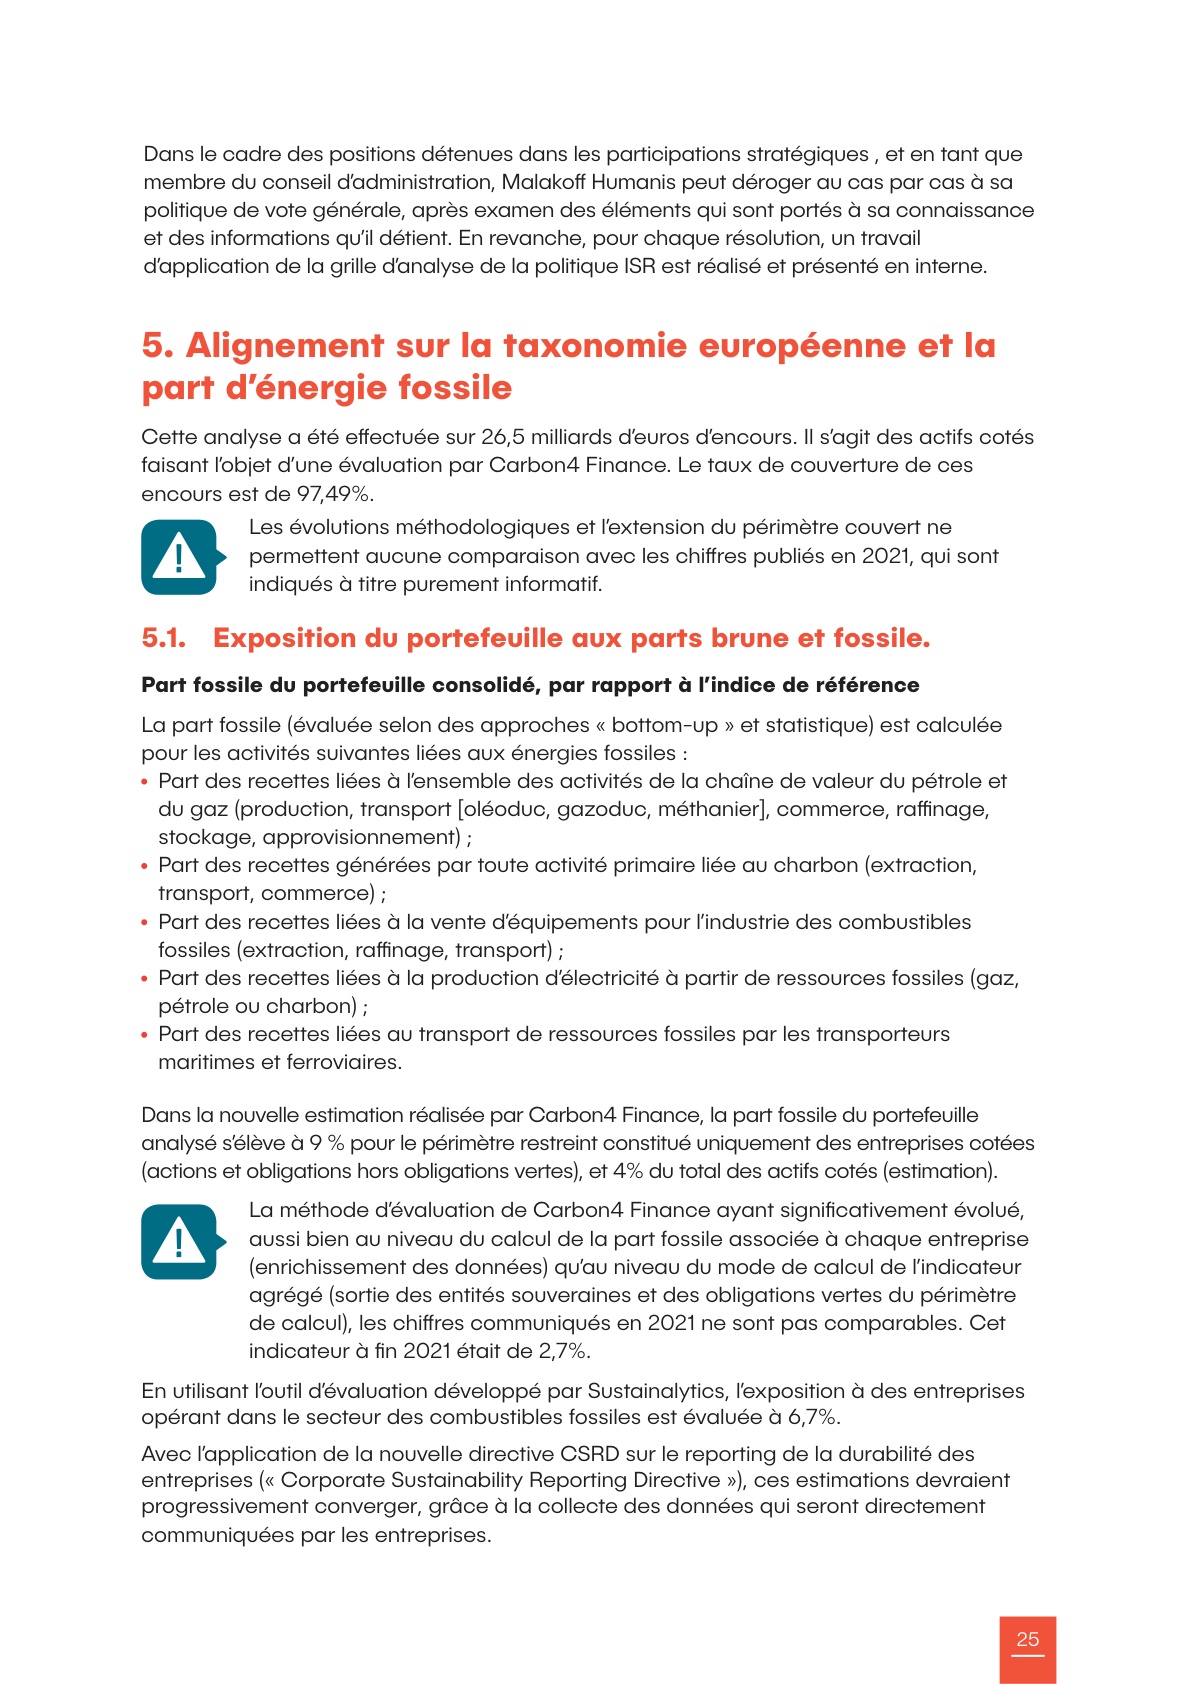 Dans le cadre des positions détenues dans les participations stratégiques , et en tant que
membre du conseil d’administration, Malakoff Humanis peut déroger au cas par cas à sa
politique de vote générale, après examen des éléments qui sont portés à sa connaissance
et des informations qu’il détient. En revanche, pour chaque résolution, un travail
d’application de la grille d’analyse de la politique ISR est réalisé et présenté en interne.
5. Alignement sur la taxonomie européenne et la
part d’énergie fossile
Cette analyse a été effectuée sur 26,5 milliards d’euros d’encours. Il s’agit des actifs cotés
faisant l’objet d’une évaluation par Carbon4 Finance. Le taux de couverture de ces
encours est de 97,49%.
Les évolutions méthodologiques et l’extension du périmètre couvert ne
permettent aucune comparaison avec les chiffres publiés en 2021, qui sont
indiqués à titre purement informatif.
5.1. Exposition du portefeuille aux parts brune et fossile.
Part fossile du portefeuille consolidé, par rapport à l’indice de référence
La part fossile (évaluée selon des approches « bottom-up » et statistique) est calculée
pour les activités suivantes liées aux énergies fossiles :
• Part des recettes liées à l’ensemble des activités de la chaîne de valeur du pétrole et
du gaz (production, transport [oléoduc, gazoduc, méthanier], commerce, raffinage,
stockage, approvisionnement) ;
• Part des recettes générées par toute activité primaire liée au charbon (extraction,
transport, commerce) ;
• Part des recettes liées à la vente d’équipements pour l’industrie des combustibles
fossiles (extraction, raffinage, transport) ;
• Part des recettes liées à la production d’électricité à partir de ressources fossiles (gaz,
pétrole ou charbon) ;
• Part des recettes liées au transport de ressources fossiles par les transporteurs
maritimes et ferroviaires.
Dans la nouvelle estimation réalisée par Carbon4 Finance, la part fossile du portefeuille
analysé s’élève à 9 % pour le périmètre restreint constitué uniquement des entreprises cotées
(actions et obligations hors obligations vertes), et 4% du total des actifs cotés (estimation).
La méthode d’évaluation de Carbon4 Finance ayant significativement évolué,
aussi bien au niveau du calcul de la part fossile associée à chaque entreprise
(enrichissement des données) qu’au niveau du mode de calcul de l’indicateur
agrégé (sortie des entités souveraines et des obligations vertes du périmètre
de calcul), les chiffres communiqués en 2021 ne sont pas comparables. Cet
indicateur à fin 2021 était de 2,7%.
En utilisant l’outil d’évaluation développé par Sustainalytics, l’exposition à des entreprises
opérant dans le secteur des combustibles fossiles est évaluée à 6,7%.
Avec l’application de la nouvelle directive CSRD sur le reporting de la durabilité des
entreprises (« Corporate Sustainability Reporting Directive »), ces estimations devraient
progressivement converger, grâce à la collecte des données qui seront directement
communiquées par les entreprises.
25